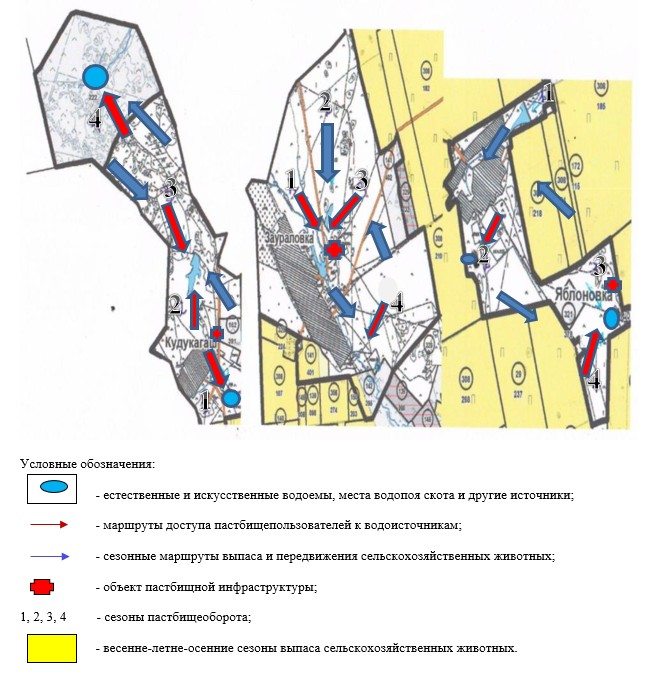 4
3
2
Кудукагаш
1
2
1
3
Заураловка
4
1
2
3
Яблоновка
4
Условные обозначения:
- естественные и искусственные водоемы, места водопоя скота и другие источники;
- маршруты доступа пастбищепользователей к водоисточникам;
- сезонные маршруты выпаса и передвижения сельскохозяйственных животных;
- объект пастбищной инфраструктуры;
1, 2, 3, 4 - сезоны пастбищеоборота;
- весенне-летне-осенние сезоны выпаса сельскохозяйственных животных.